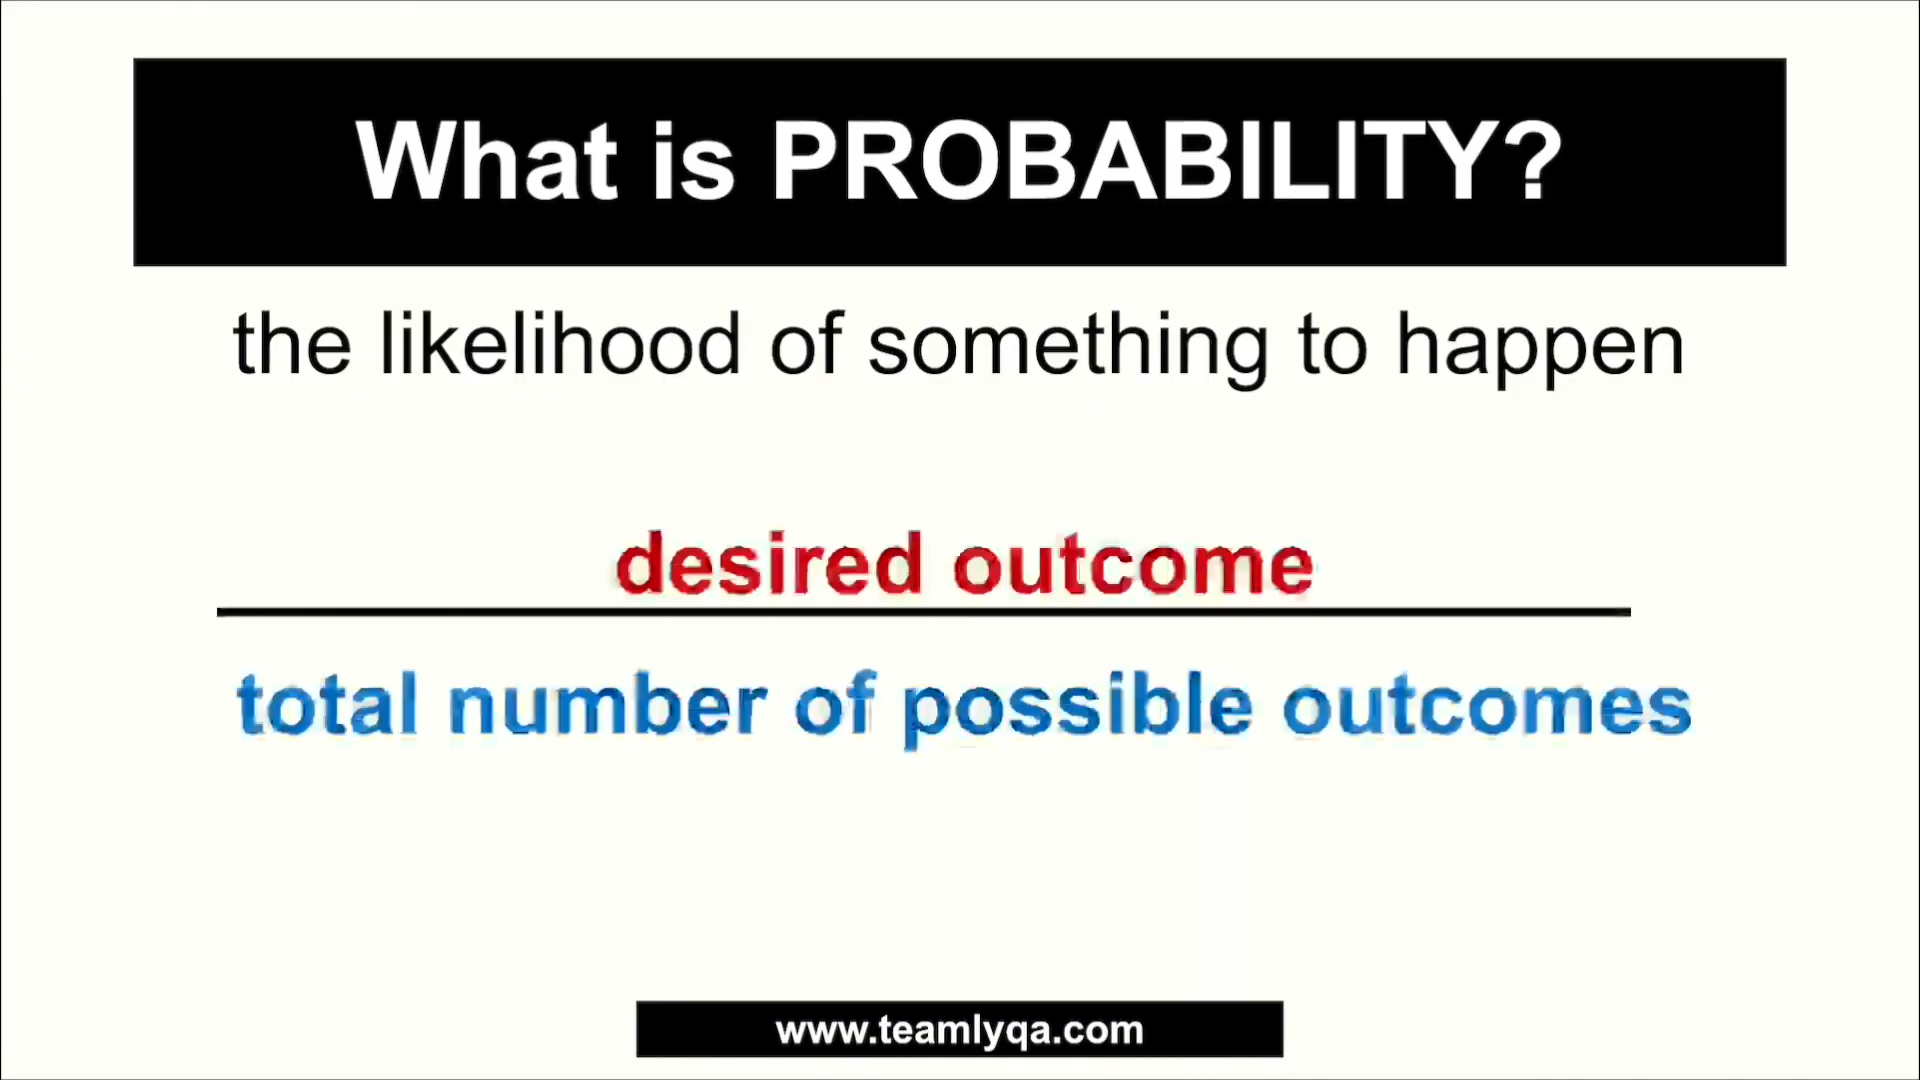 What is PROBABILITY?
the likelihood of something to happen
desired outcome
total number of possible outcomes
www.teamlyqa.com